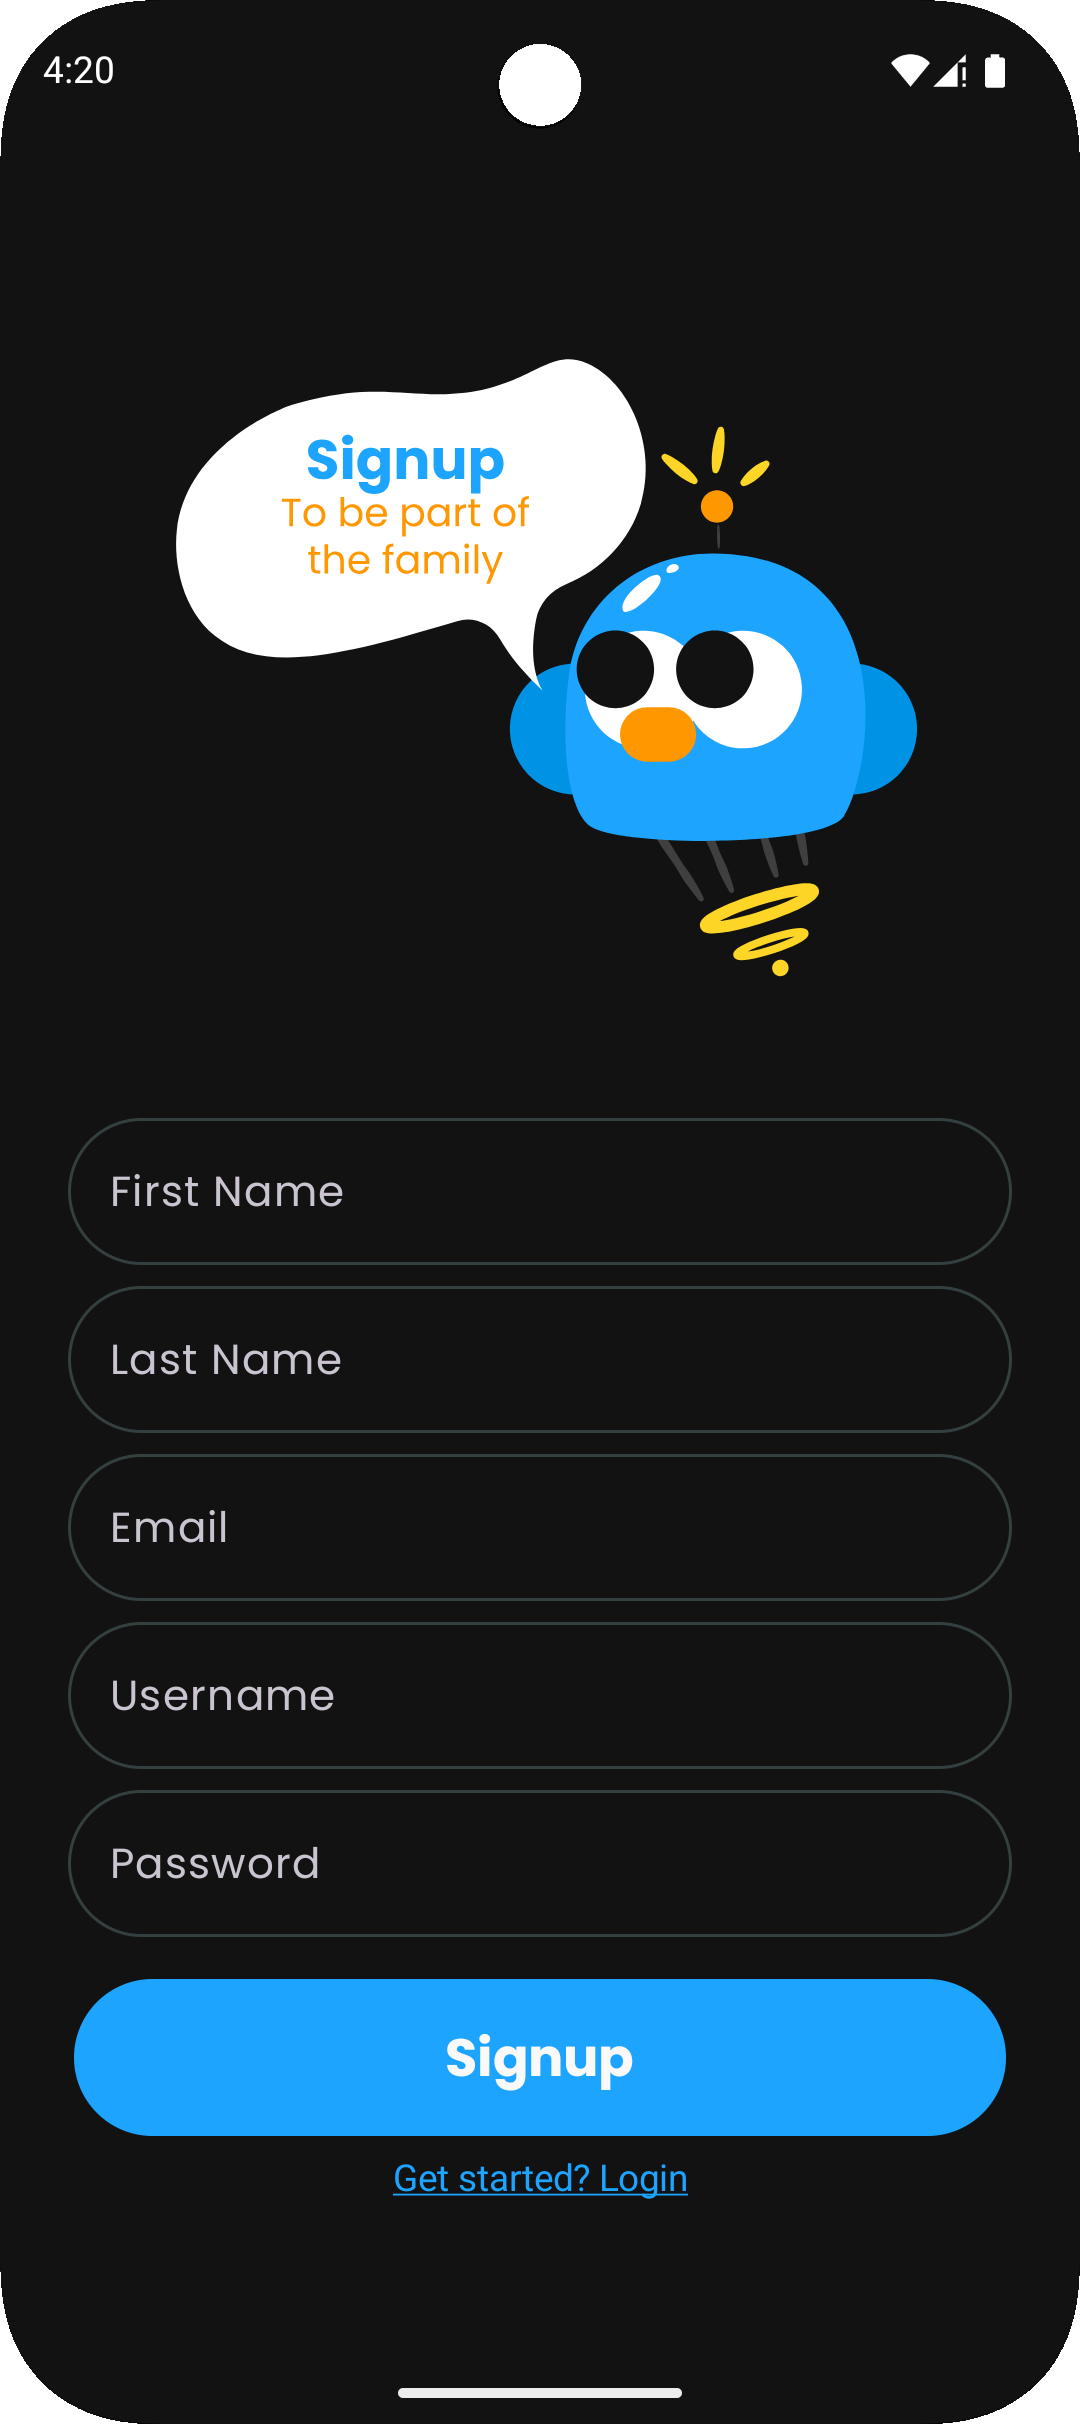 4:20
Signup
To be part of
the family
First Name
Last Name
Email
Username
Password
Signup
Get started? Login